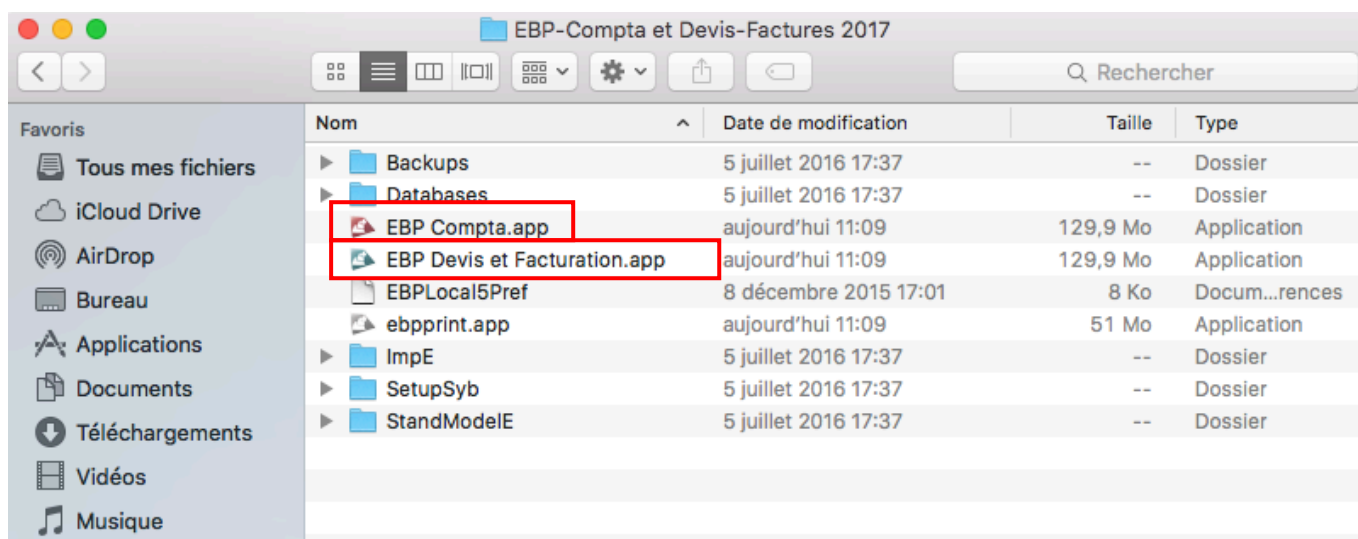 EBP-Compta et Devis-Factures 2017
Rechercher
Favoris
Tous mes fichiers
iCloud Drive
AirDrop
Bureau
Applications
Documents
Téléchargements
Vidéos
Musique
Nom Date de modification Taille Type
Backups 5 juillet 2016 17:37 -- Dossier
Databases 5 juillet 2016 17:37 -- Dossier
EBP Compta.app aujourd'hui 11:09 129,9 Mo Application
EBP Devis et Facturation.app aujourd'hui 11:09 129,9 Mo Application
EBPLocal5Pref 8 décembre 2015 17:01 8 Ko Docum...rences
ebpprint.app aujourd'hui 11:09 51 Mo Application
ImpE 5 juillet 2016 17:37 -- Dossier
SetupSyb 5 juillet 2016 17:37 -- Dossier
StandModelE 5 juillet 2016 17:37 -- Dossier